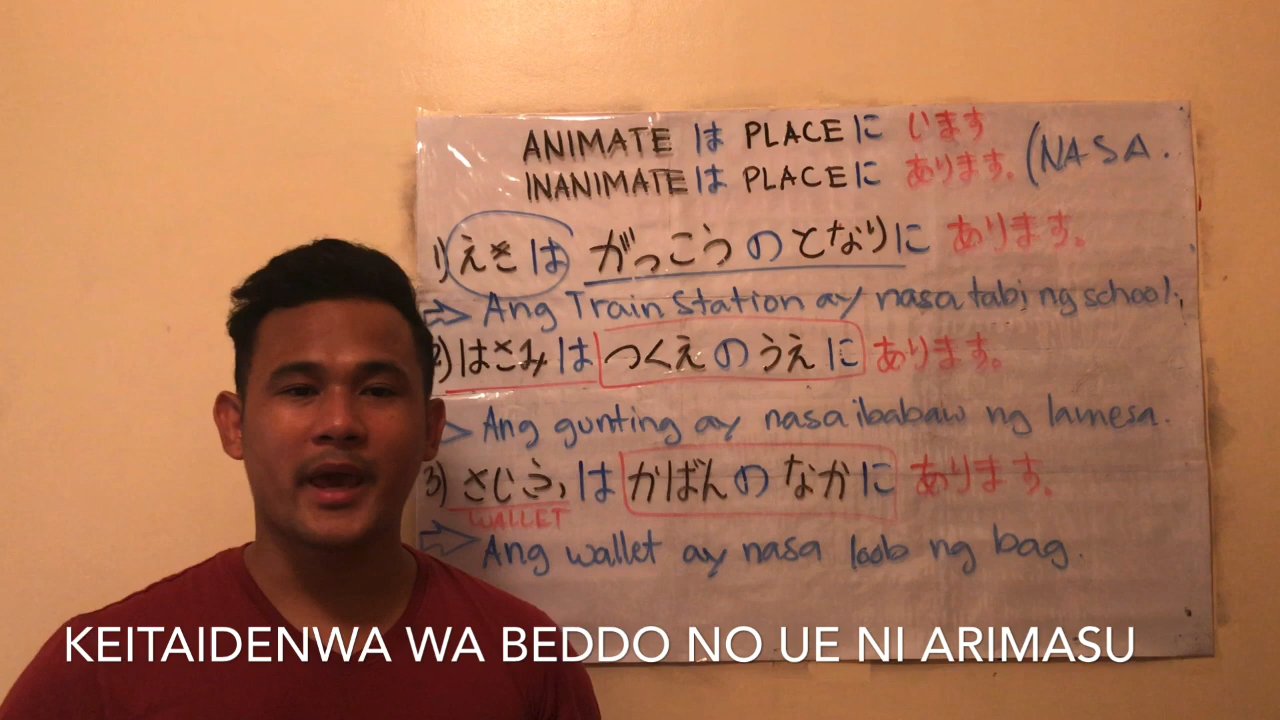 ANIMATE は PLACE に います
INANIMATE は PLACE に あります。 (NASA.
1) えきは がっこうのとなりに あります。
Ang Train Station ay nasa tabi ng school.
2) はさみは つくえのうえに あります。
Ang gunting ay nasa ibabaw ng lamesa.
3) は かばんのなかに あります。
WALLET
Ang wallet ay nasa loob ng bag.
KEITAIDENWA WA BEDDO NO UE NI ARIMASU